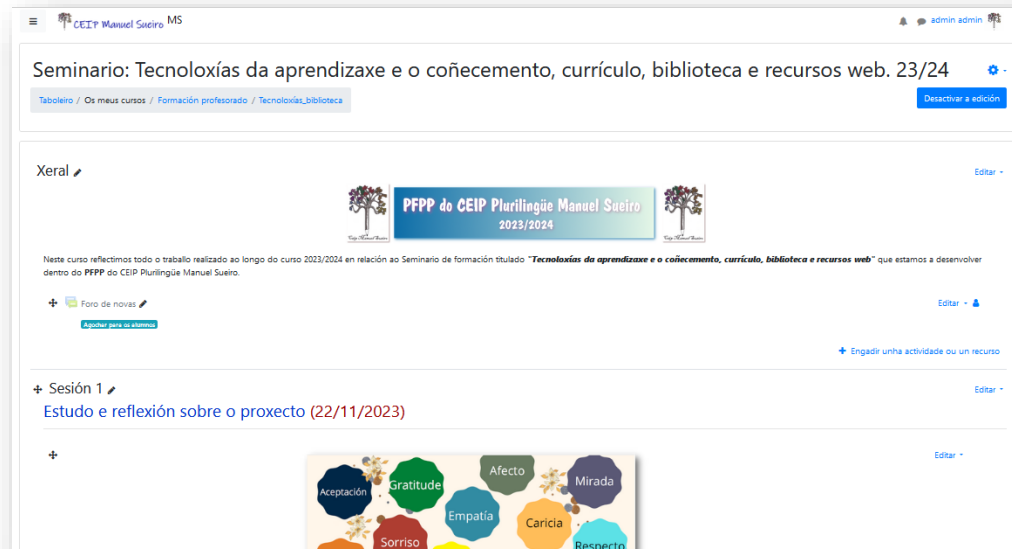 CEIP Manuel Sueiro MS
admin admin
Seminario: Tecnoloxías da aprendizaxe e o coñecemento, currículo, biblioteca e recursos web. 23/24
Taboleiro / Os meus cursos / Formación profesorado / Tecnoloxías_biblioteca
Desactivar a edición
Xeral
Editar
PFPP do CEIP Plurilingüe Manuel Sueiro
2023/2024
Neste curso reflectimos todo o traballo realizado ao longo do curso 2023/2024 en relación ao Seminario de formación titulado "Tecnoloxías da aprendizaxe e o coñecemento, currículo, biblioteca e recursos web" que estamos a desenvolver
dentro do PFPP do CEIP Plurilingüe Manuel Sueiro.
Foro de novas
Editar
Agochar para os alumnos
Engadir unha actividade ou un recurso
Sesión 1
Editar
Estudo e reflexión sobre o proxecto (22/11/2023)
Editar
Afecto
Mirada
Gratitude
Aceptación
Empatía
Caricia
Sorriso
Respecto